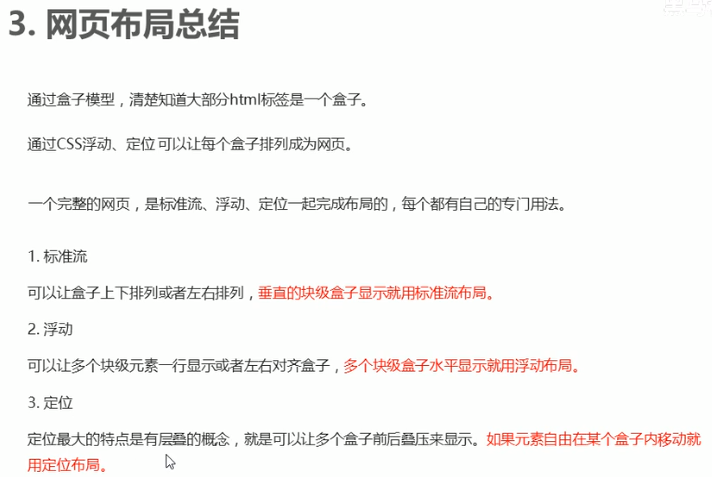 3. 网页布局总结
通过盒子模型，清楚知道大部分html标签是一个盒子。
通过CSS浮动、定位 可以让每个盒子排列成为网页。
一个完整的网页，是标准流、浮动、定位一起完成布局的，每个都有自己的专门用法。
1. 标准流
可以让盒子上下排列或者左右排列，垂直的块级盒子显示就用标准流布局。
2. 浮动
可以让多个块级元素一行显示或者左右对齐盒子，多个块级盒子水平显示就用浮动布局。
3. 定位
定位最大的特点是有层叠的概念，就是可以让多个盒子前后叠压来显示。如果元素自由在某个盒子内移动就
用定位布局。